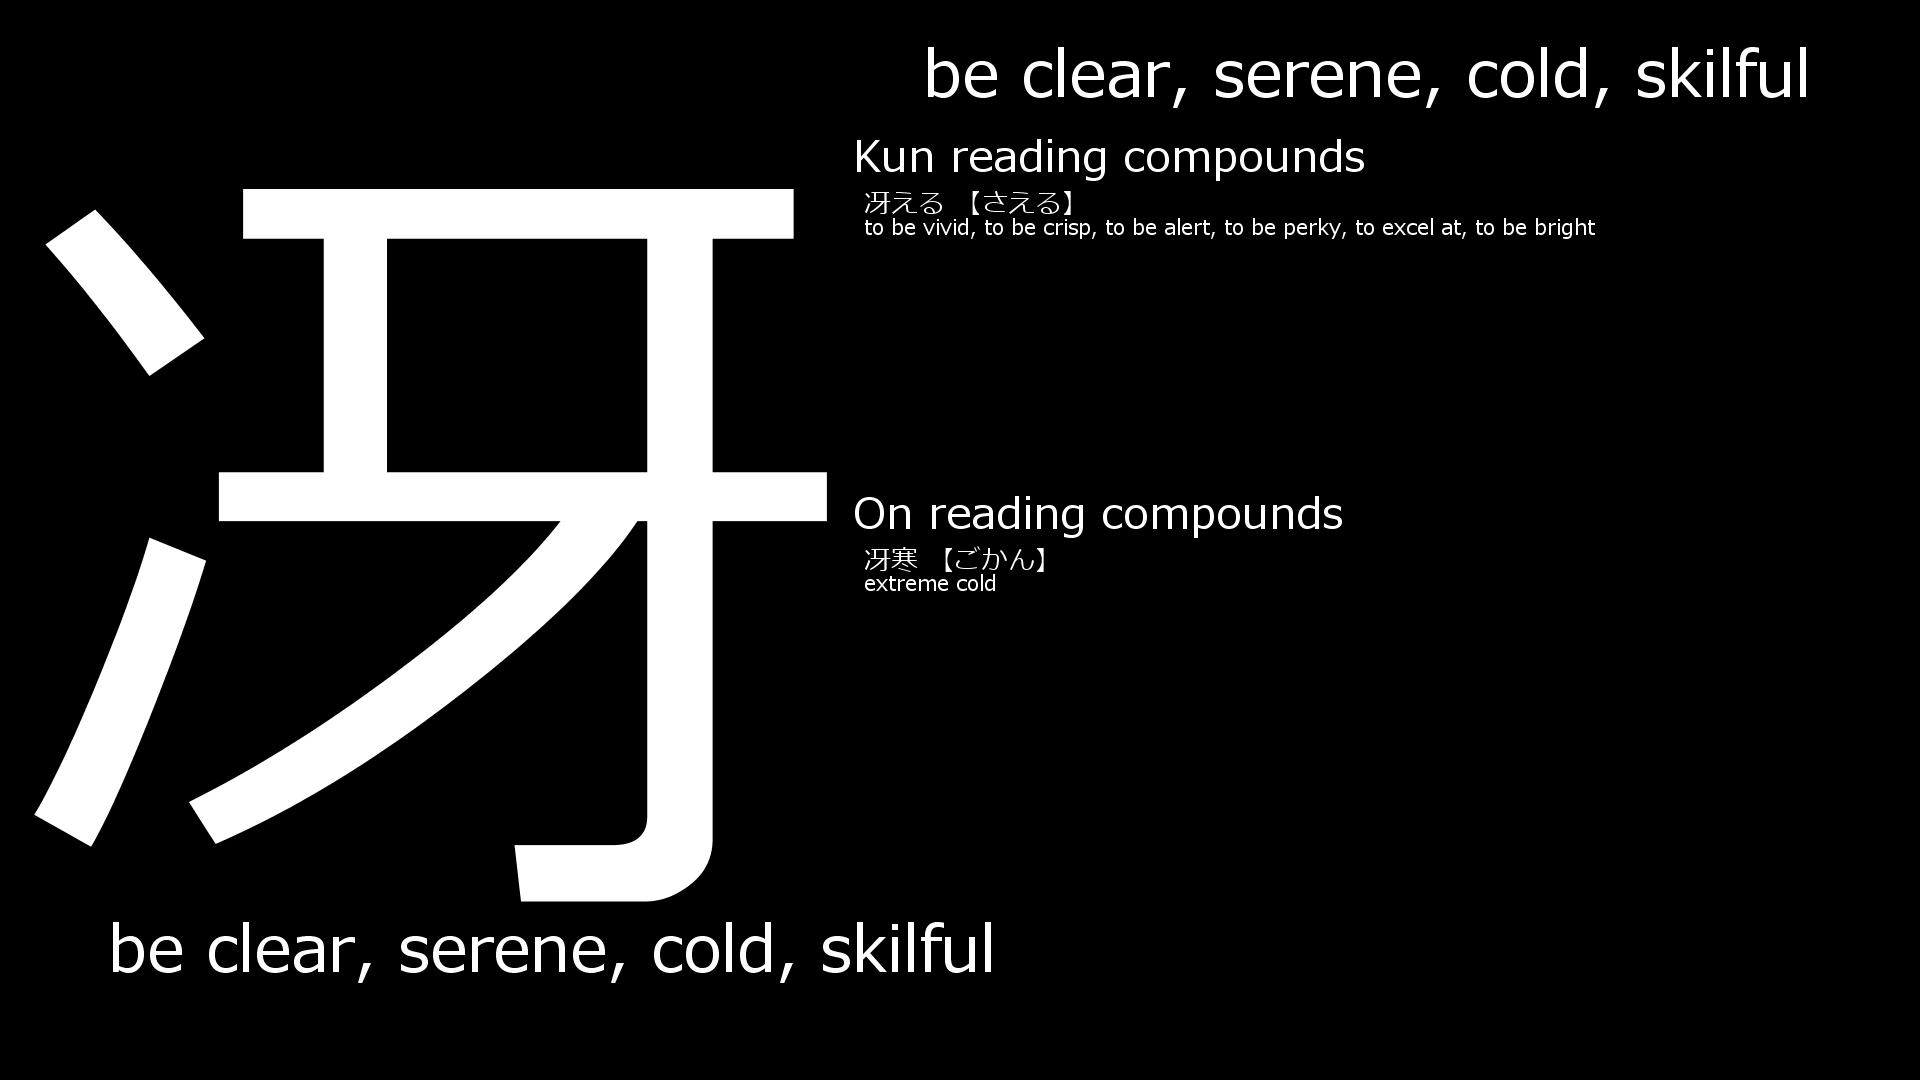 冴
be clear, serene, cold, skilful
Kun reading compounds
冴える 【さえる】
to be vivid, to be crisp, to be alert, to be perky, to excel at, to be bright
On reading compounds
冴寒 【ごかん】
extreme cold
be clear, serene, cold, skilful